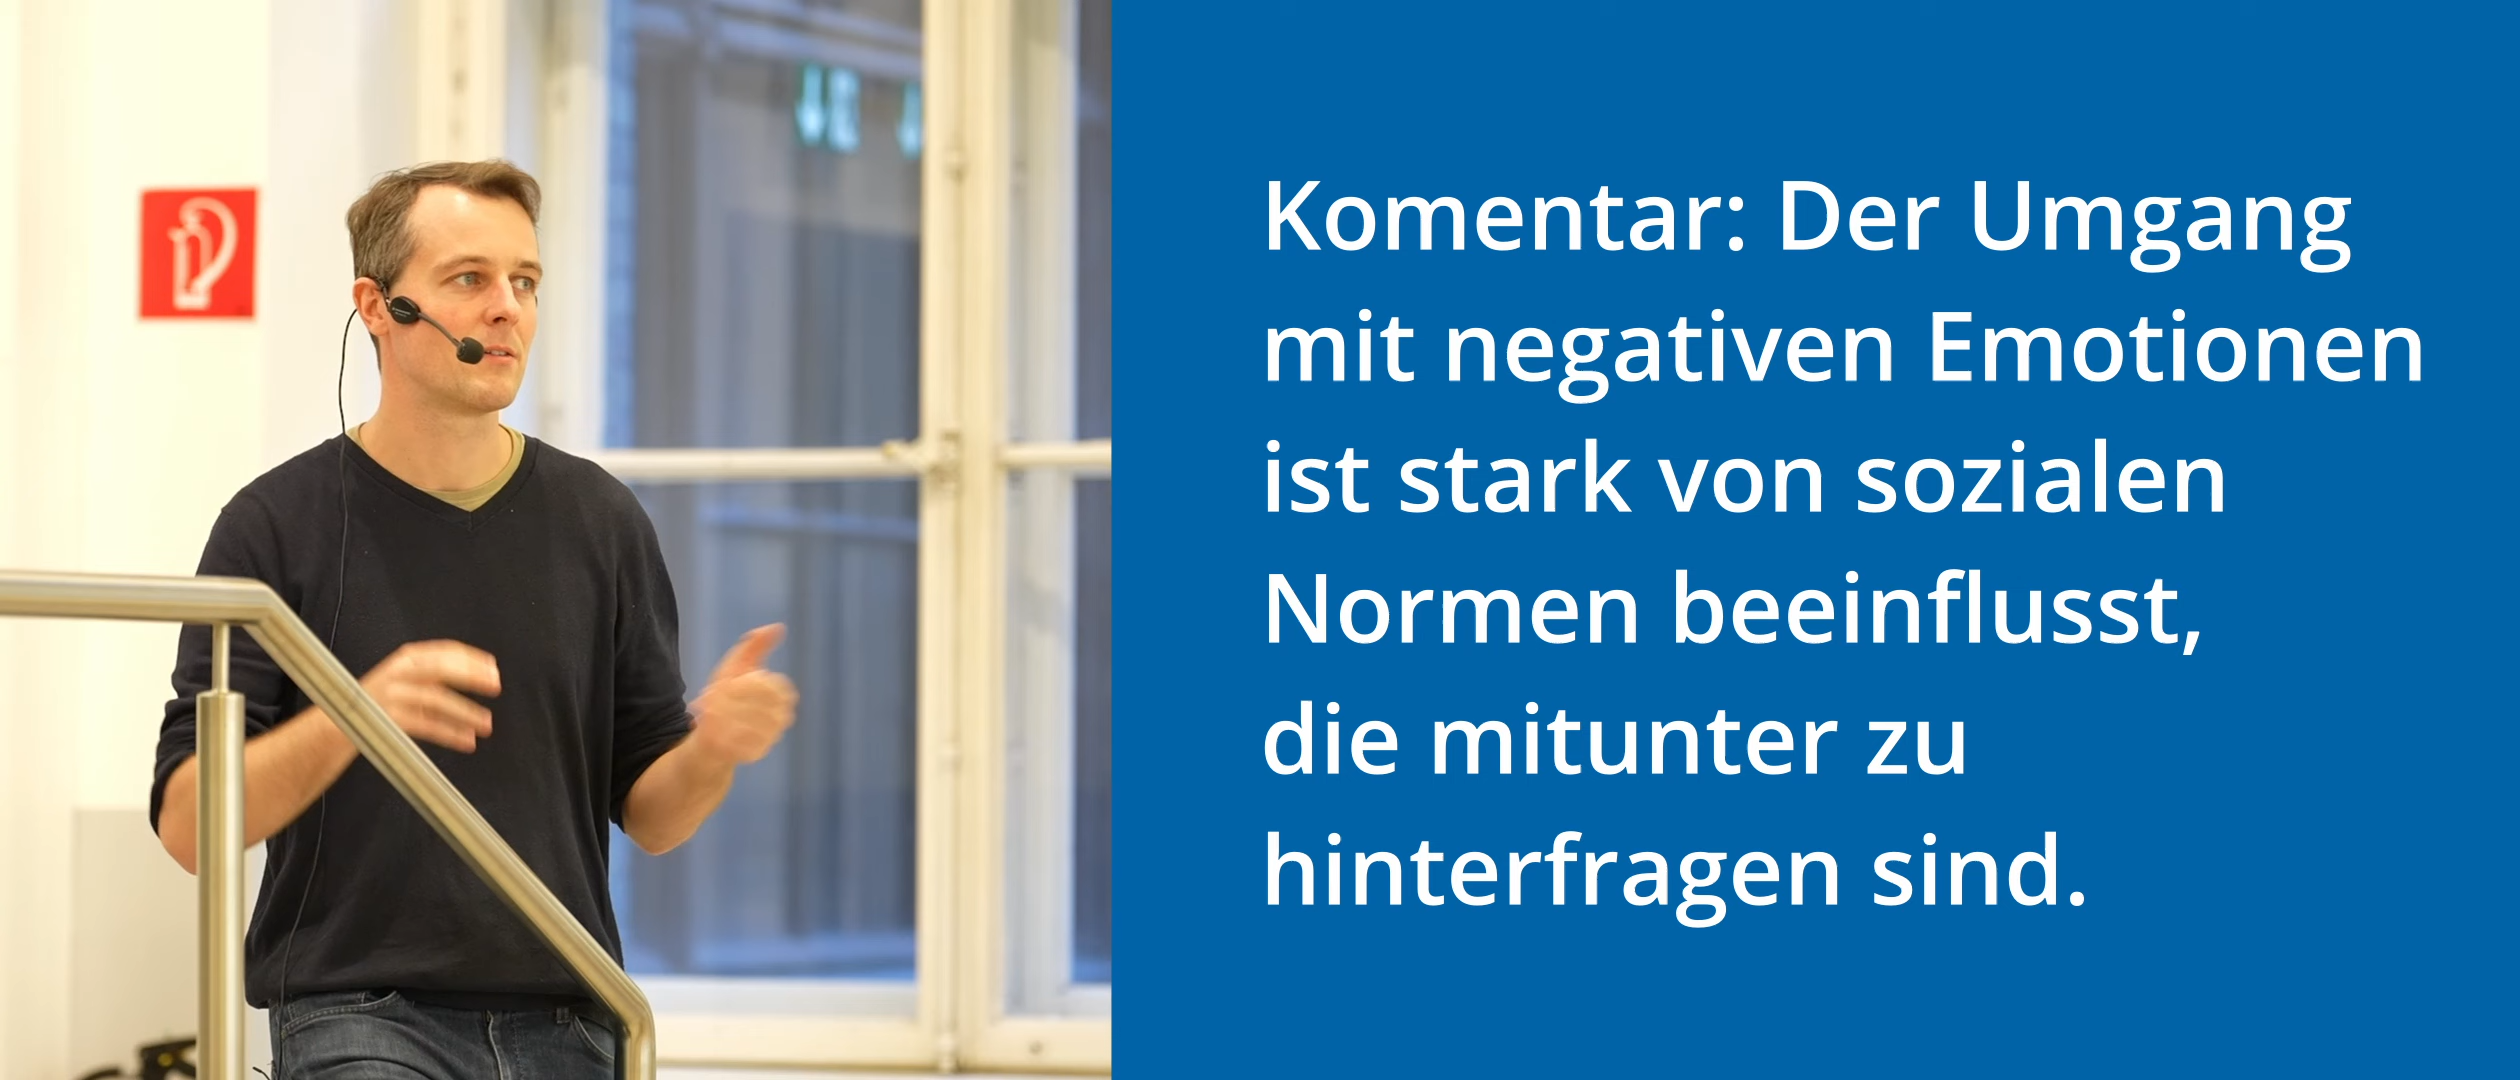 Komentar: Der Umgang
mit negativen Emotionen
ist stark von sozialen
Normen beeinflusst,
die mitunter zu
hinterfragen sind.